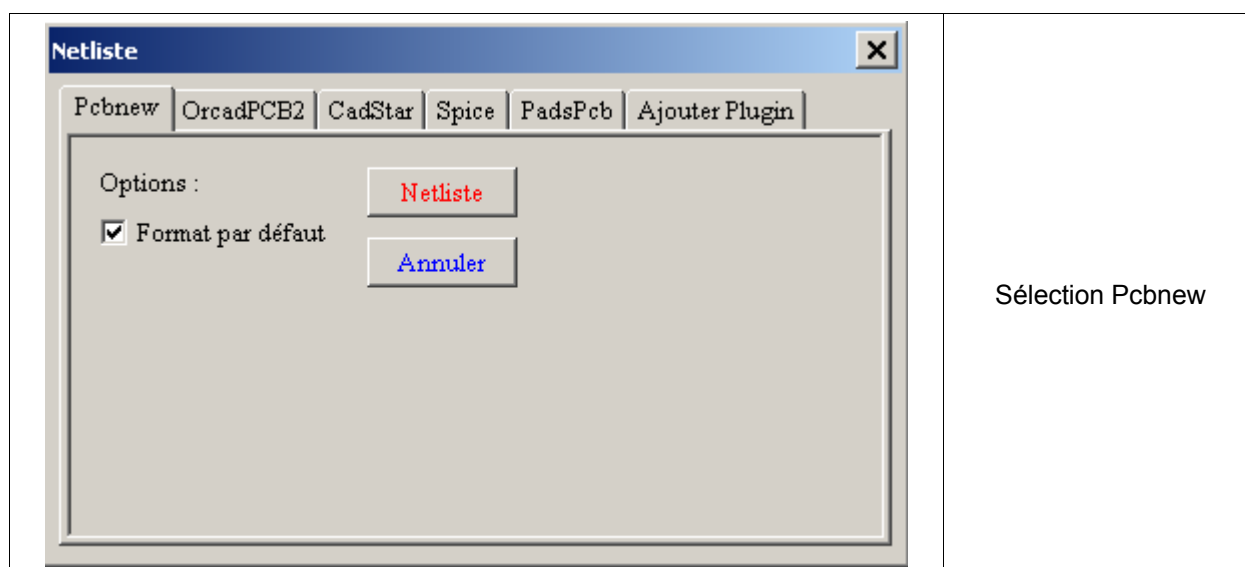 Netliste
Pcbnew OrcadPCB2 CadStar Spice PadsPcb Ajouter Plugin
Options :
Netliste
Format par défaut
Annuler
Sélection Pcbnew